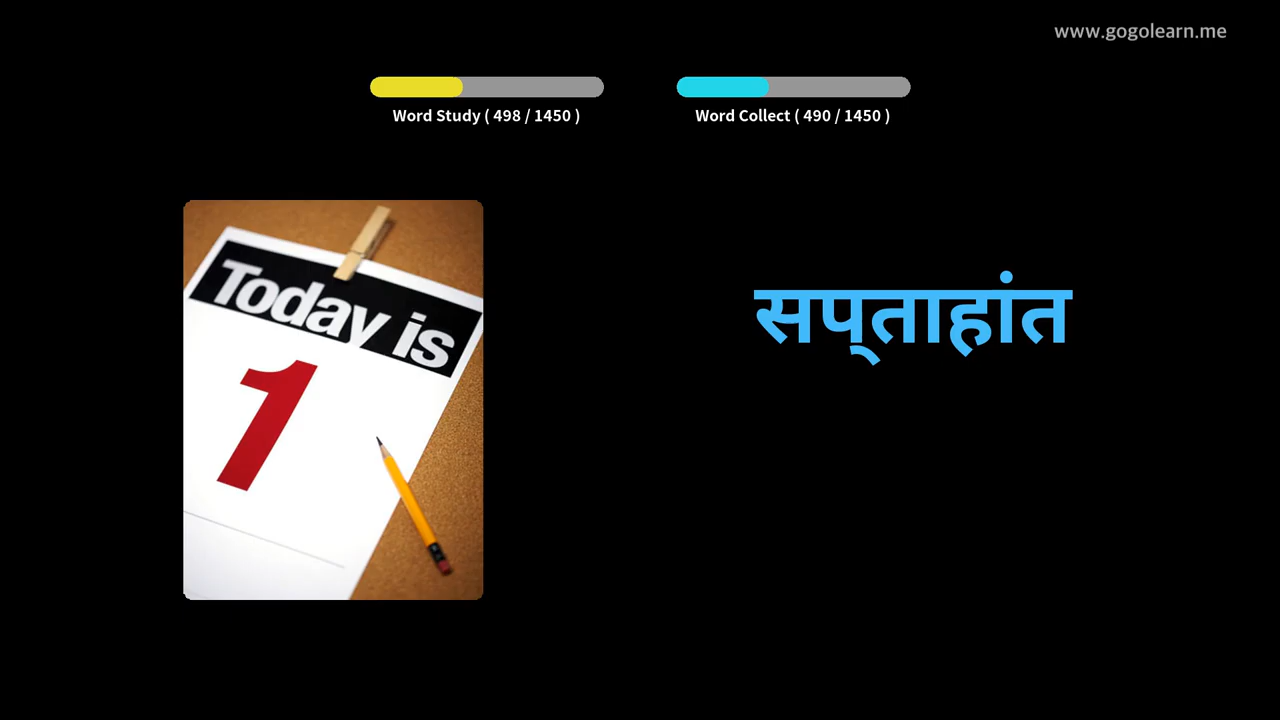 www.gogolearn.me
Word Study ( 498 / 1450 )
Word Collect ( 490 / 1450 )
Today is
1
सप्ताहांत